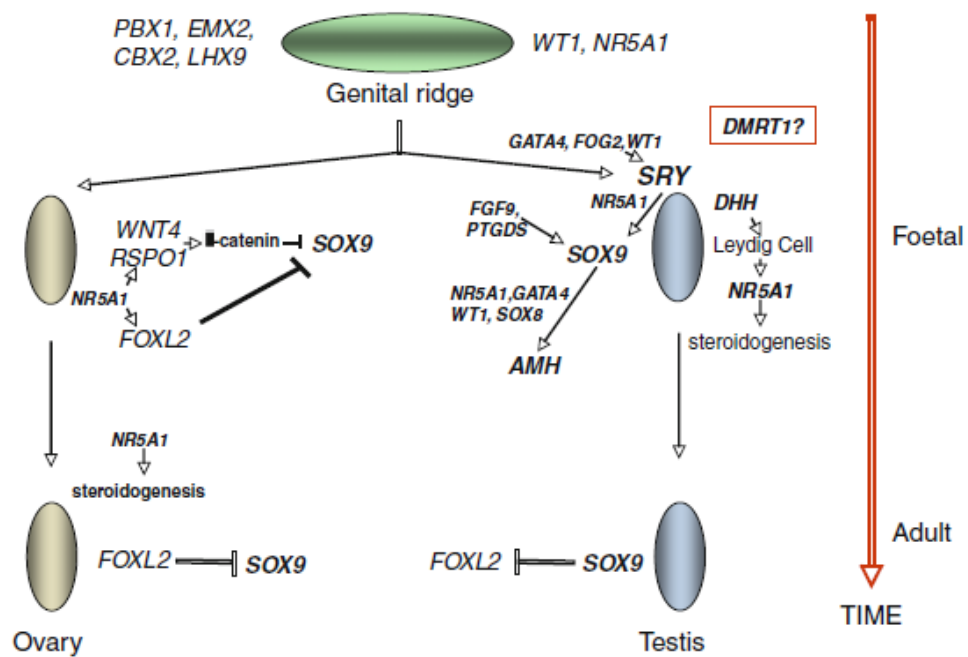 PBX1, EMX2,
CBX2, LHX9
WT1, NR5A1
Genital ridge
DMRT1?
GATA4, FOG2,WT1
SRY
NR5A1
DHH
FGF9,
PTGDS
Leydig Cell
Foetal
WNT4
RSPO1
-catenin
SOX9
SOX9
NR5A1
NR5A1
FOXL2
NR5A1,GATA4
WT1, SOX8
steroidogenesis
AMH
NR5A1
steroidogenesis
Adult
FOXL2
SOX9
FOXL2
SOX9
TIME
Ovary
Testis